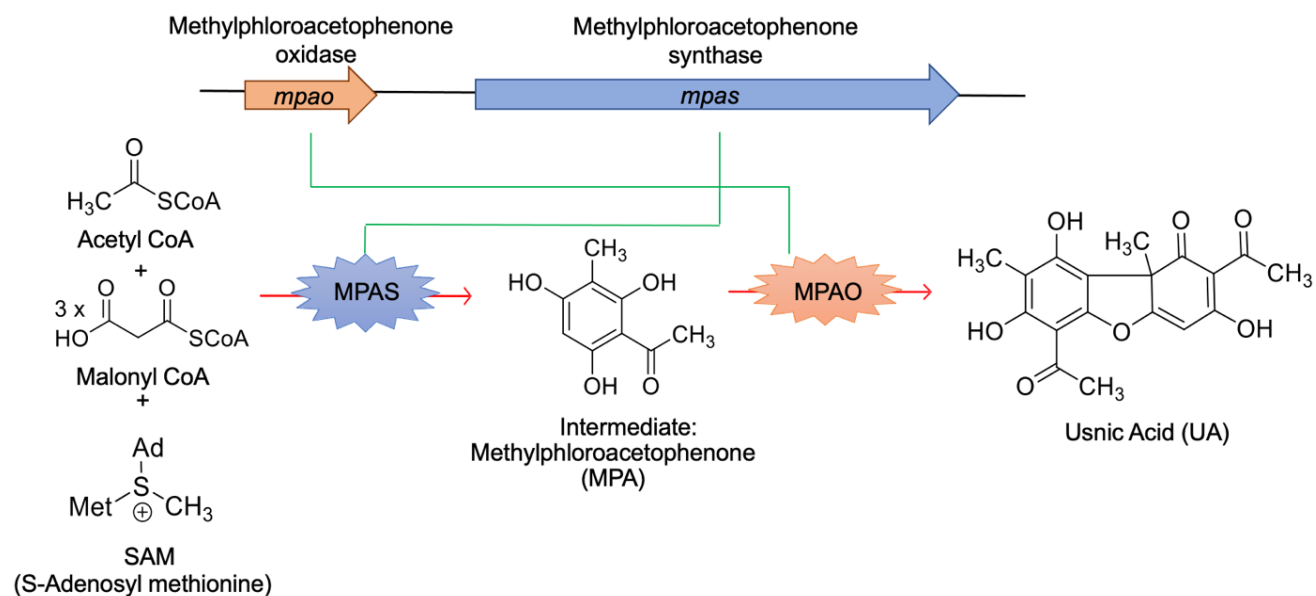 Methylphloroacetophenone
oxidase
Methylphloroacetophenone
synthase
mpao
mpas
O
H3C
SCoA
Acetyl CoA
+
3 x
O
O
HO
SCoA
Malonyl CoA
+
Ad
Met
S
+
CH3
SAM
(S-Adenosyl methionine)
MPAS
CH3
HO
OH
CH3
OH
O
Intermediate:
Methylphloroacetophenone
(MPA)
MPAO
OH
H3C
O
O
H3C
CH3
HO
O
OH
O
CH3
Usnic Acid (UA)